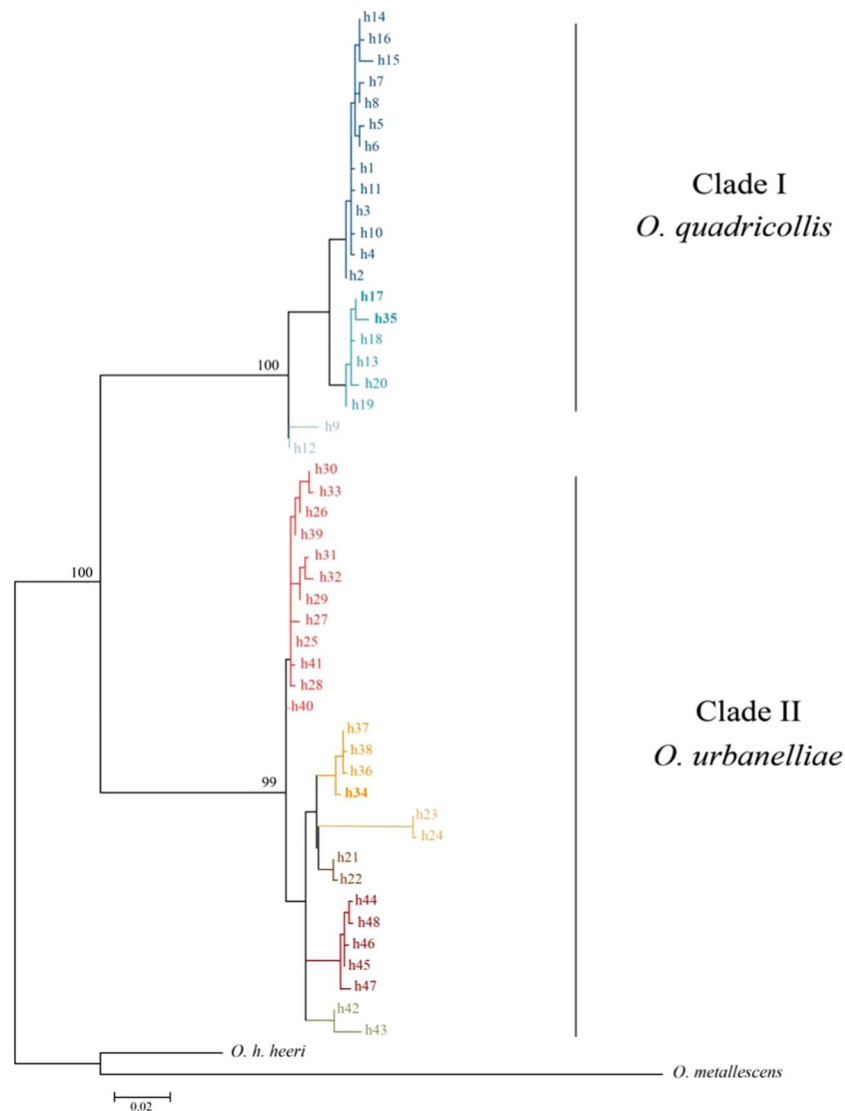 h14
h16
h15
h7
h8
h5
h6
h1
h11
h3
h10
h4
h2
h17
h35
h18
h13
h20
h19
h9
h12
100
Clade I
O. quadricollis
100
h30
h33
h26
h39
h31
h32
h29
h27
h25
h41
h28
h40
h37
h38
h36
h34
h23
h24
h21
h22
h44
h48
h46
h45
h47
h42
h43
99
Clade II
O. urbanelliae
O. h. heeri
O. metallescens
0.02